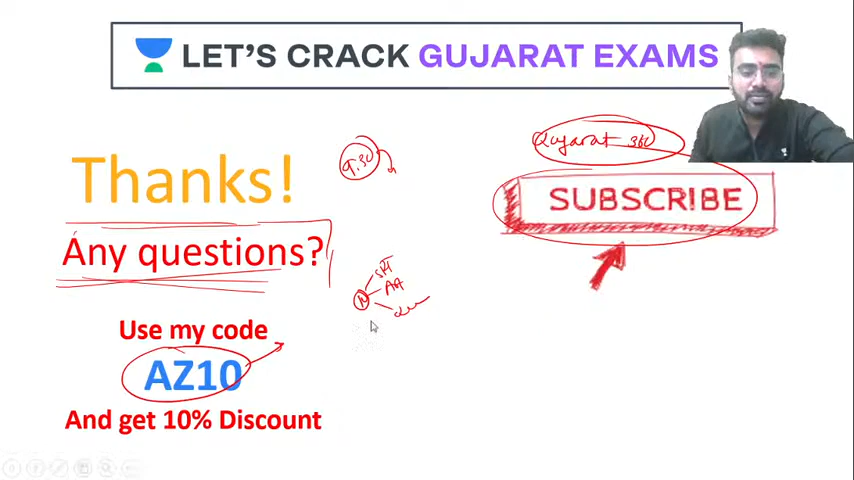 LET'S CRACK GUJARAT EXAMS
Thanks!
9.30
Gujarat 360
SUBSCRIBE
Any questions?
Use my code
AZ10
And get 10% Discount